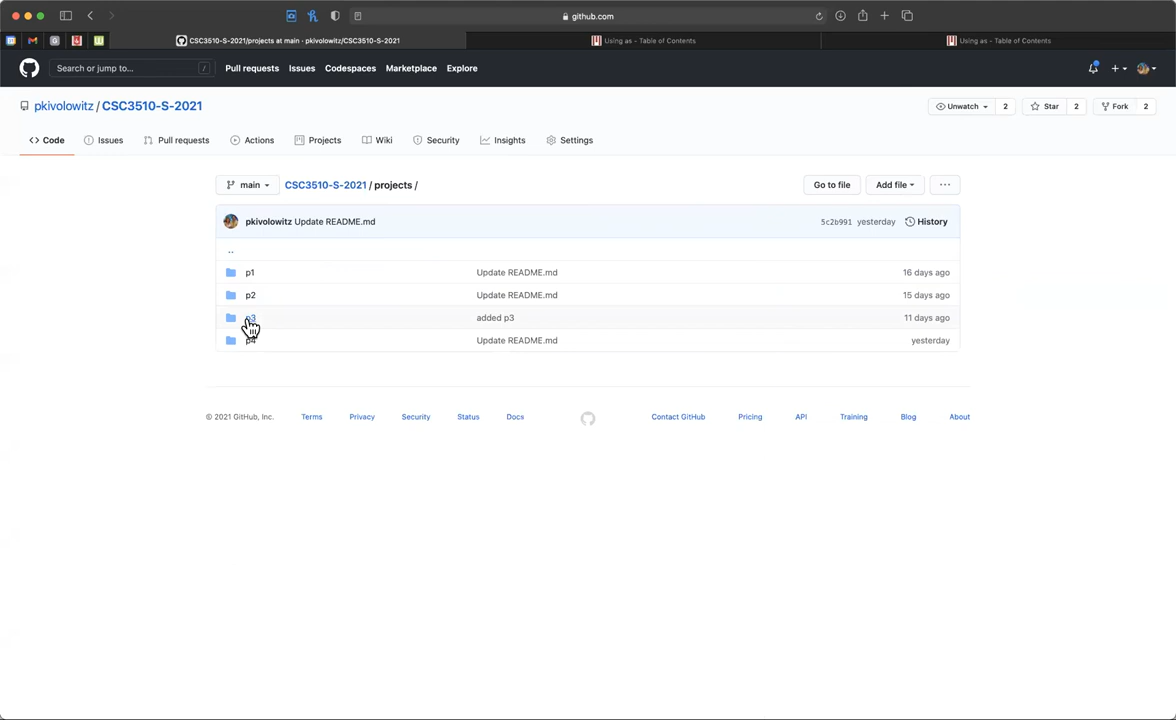 github.com
CSC3510-S-2021/projects at main · pkivolowitz/CSC3510-S-2021
Using as - Table of Contents
Using as - Table of Contents
Search or jump to... /
Pull requests Issues Codespaces Marketplace Explore
pkivolowitz / CSC3510-S-2021
Unwatch 2 Star 2 Fork 2
Code Issues Pull requests Actions Projects Wiki Security Insights Settings
main CSC3510-S-2021 / projects /
Go to file Add file ...
pkivolowitz Update README.md 5c2b991 yesterday History
..
p1 Update README.md 16 days ago
p2 Update README.md 15 days ago
p3 added p3 11 days ago
p4 Update README.md yesterday
© 2021 GitHub, Inc. Terms Privacy Security Status Docs Contact GitHub Pricing API Training Blog About